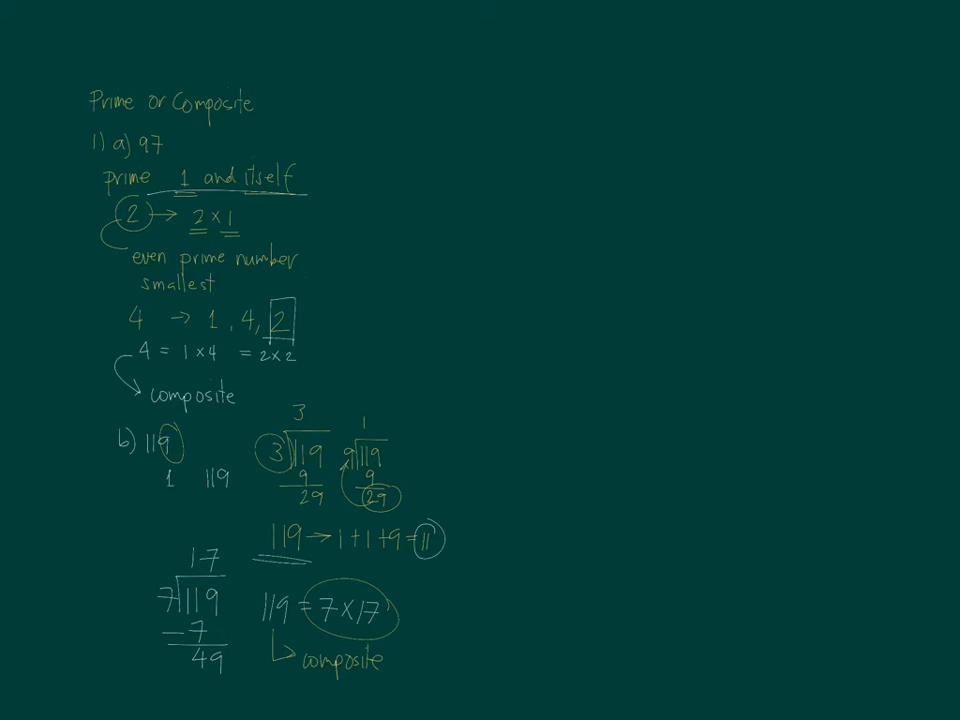 Prime or Composite
1) a) 97
prime 1 and itself
2 → 2 × 1
even prime number
smallest
4 → 1, 4, 2
4 = 1 × 4 = 2 × 2
composite
b) 119
1 119
3
3 119
9
29
1
9 119
9
29
119 → 1 + 1 + 9 = 11
17
7 119
- 7
49
119 = 7 × 17
composite